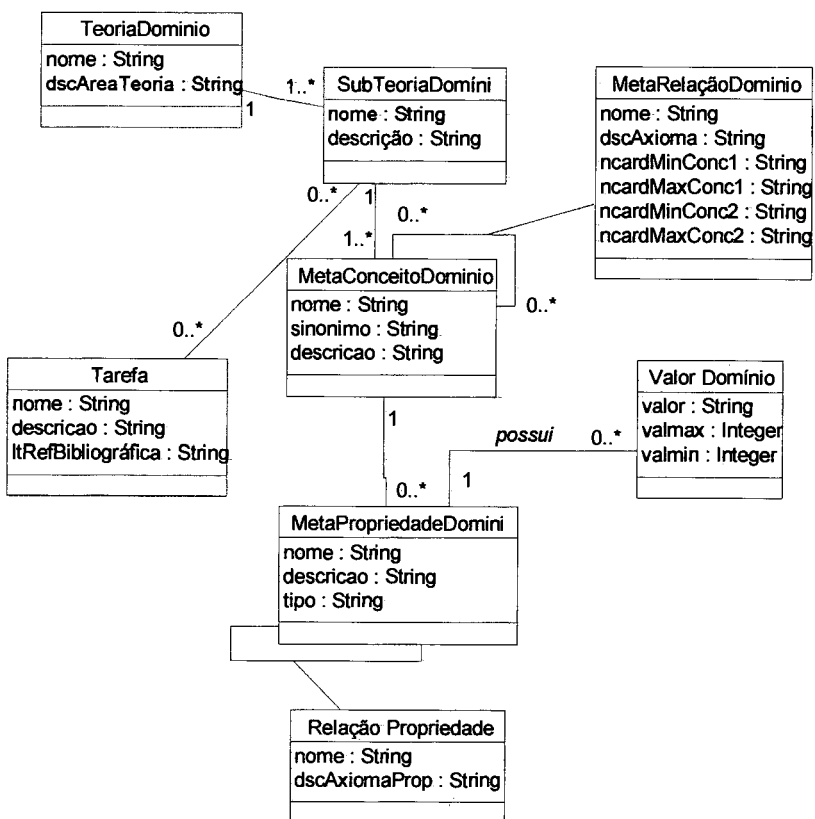 TeoriaDominio
nome : String
dscAreaTeoria : String
1
1..*
SubTeoriaDomíni
nome : String
descrição : String
MetaRelaçãoDominio
nome : String
dscAxioma : String
ncardMinConc1 : String
ncardMaxConc1 : String
ncardMinConc2 : String
ncardMaxConc2 : String
0..*
1
0..*
1..*
MetaConceitoDominio
nome : String
sinonimo : String
descricao : String
0..*
0..*
Tarefa
nome : String
descricao : String
ltRefBibliográfica : String
Valor Domínio
valor : String
valmax : Integer
valmin : Integer
1
possui
0..*
0..*
1
MetaPropriedadeDomini
nome : String
descricao : String
tipo : String
Relação Propriedade
nome : String
dscAxiomaProp : String